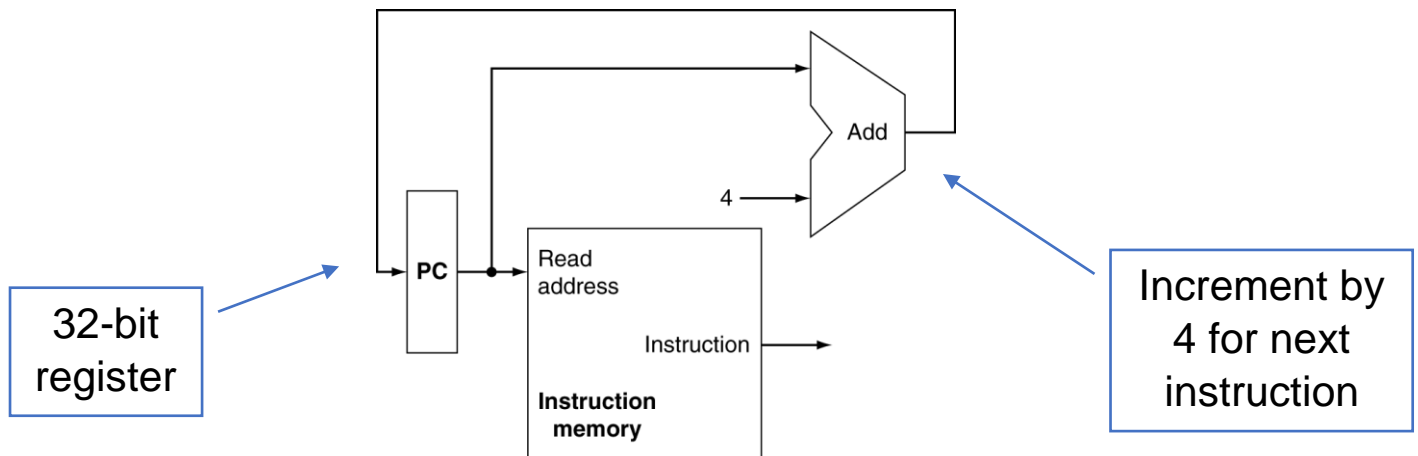 Add
4
PC
Read
address
Instruction
Instruction
memory
32-bit
register
Increment by
4 for next
instruction